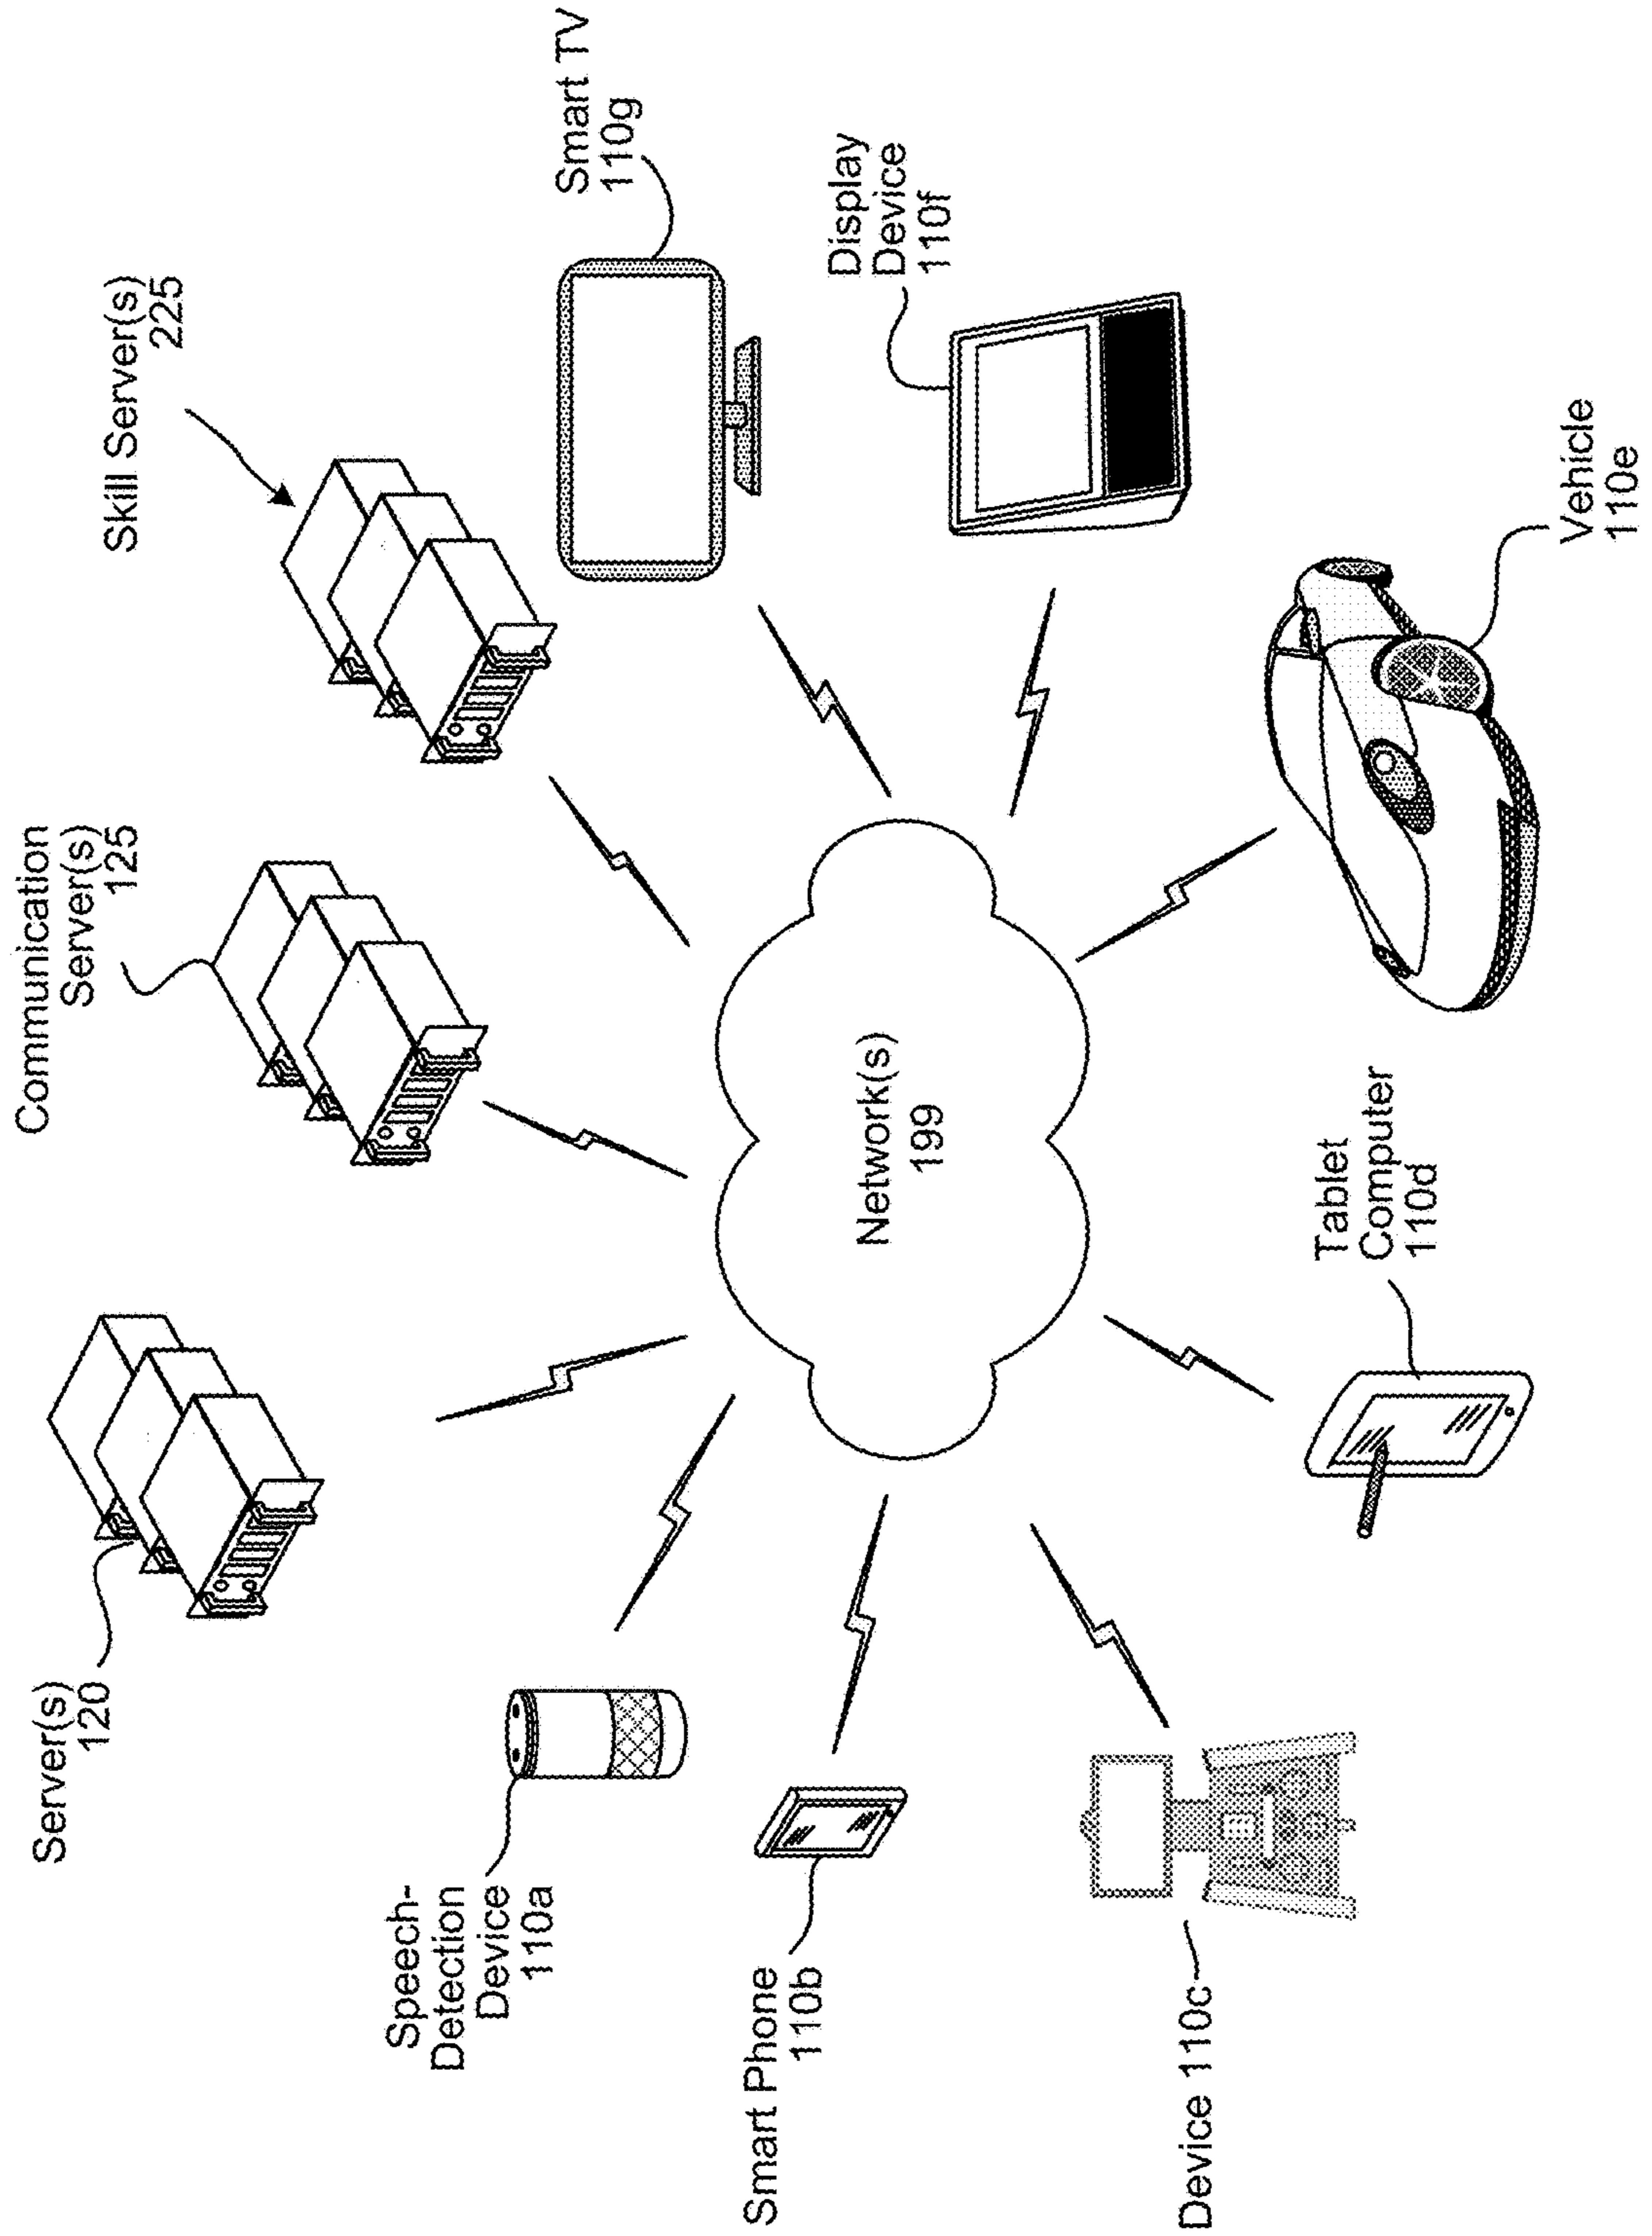 Server(s)
120
Communication
Server(s)
125
Skill Server(s)
225
Speech-
Detection
Device
110a
Smart TV
110g
Smart Phone
110b
Network(s)
199
Display
Device
110f
Device 110c
Tablet
Computer
110d
Vehicle
110e